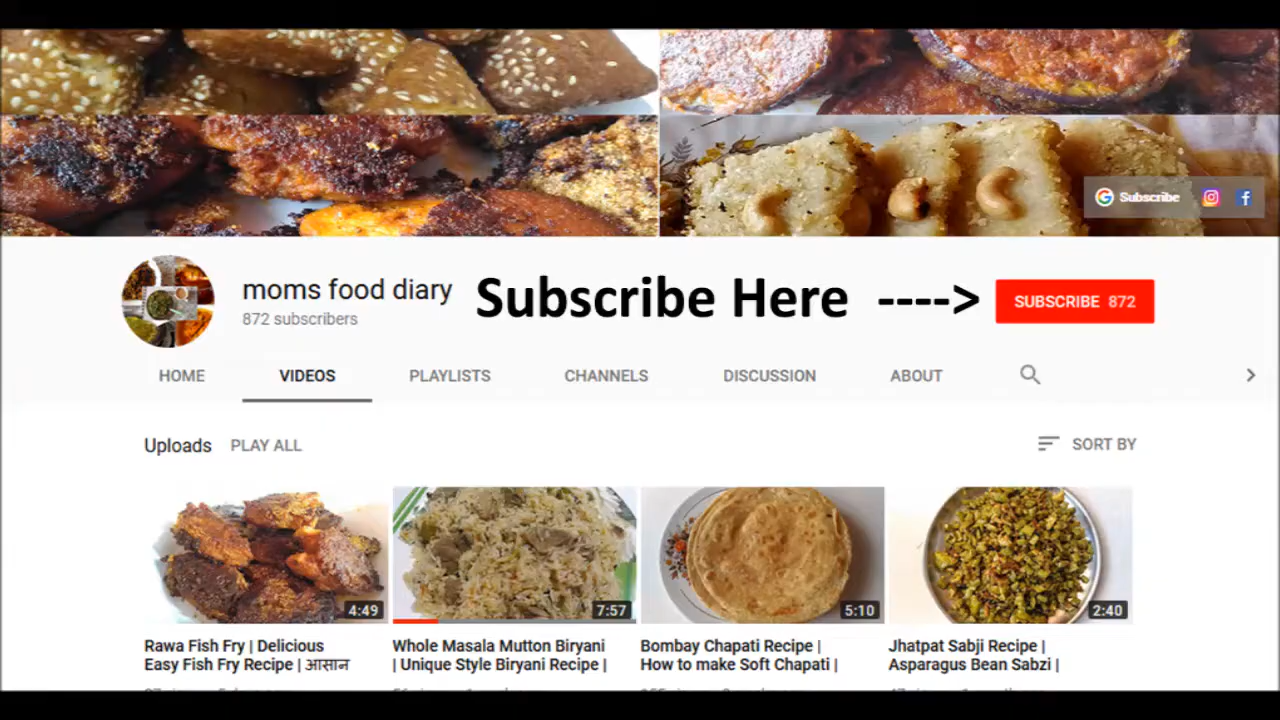 Subscribe
moms food diary
872 subscribers
Subscribe Here ---->
SUBSCRIBE 872
HOME VIDEOS PLAYLISTS CHANNELS DISCUSSION ABOUT
Uploads PLAY ALL
SORT BY
4:49 7:57 5:10 2:40
Rawa Fish Fry | Delicious
Easy Fish Fry Recipe | आसान
Whole Masala Mutton Biryani
| Unique Style Biryani Recipe |
Bombay Chapati Recipe |
How to make Soft Chapati |
Jhatpat Sabji Recipe |
Asparagus Bean Sabzi |